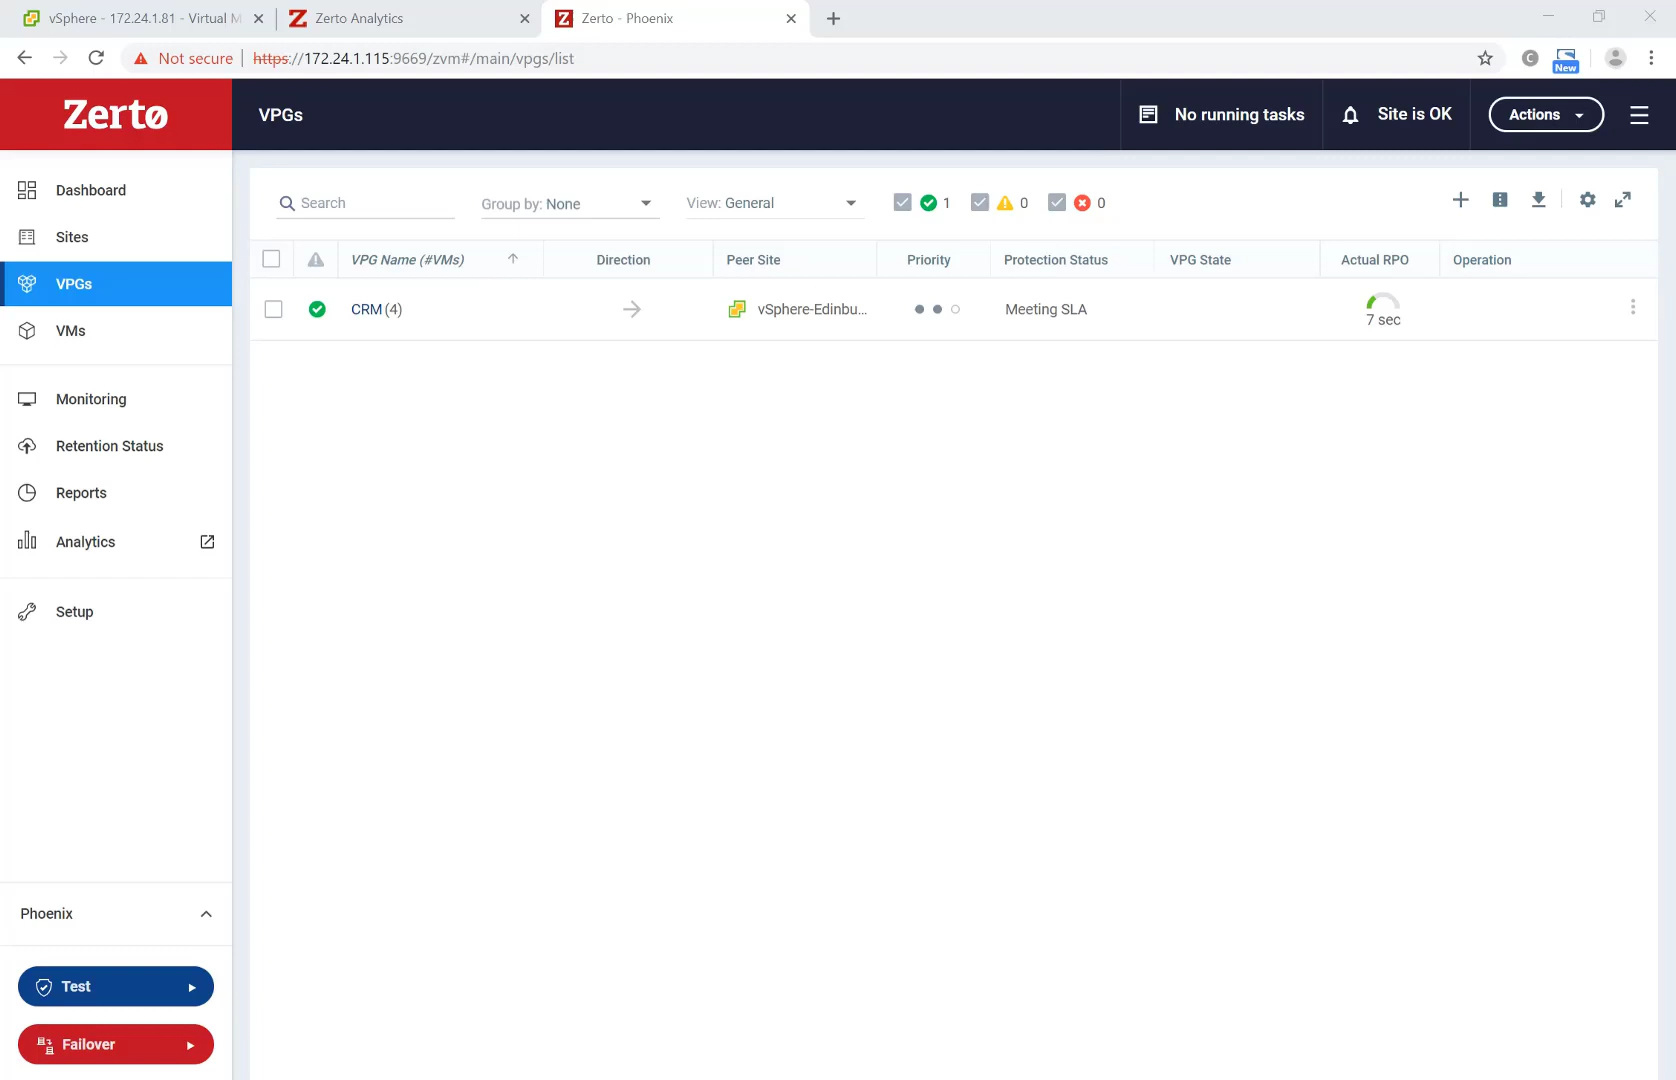 vSphere - 172.24.1.81 - Virtual M
Zerto Analytics
Zerto - Phoenix
Not secure
https://172.24.1.115:9669/zvm#/main/vpgs/list
New
Zerto
VPGs
No running tasks
Site is OK
Actions
Dashboard
Sites
VPGs
VMs
Monitoring
Retention Status
Reports
Analytics
Setup
Phoenix
Test
Failover
Search
Group by: None
View: General
1
0
0
VPG Name (#VMs)
Direction
Peer Site
Priority
Protection Status
VPG State
Actual RPO
Operation
CRM (4)
vSphere-Edinbu...
Meeting SLA
7 sec